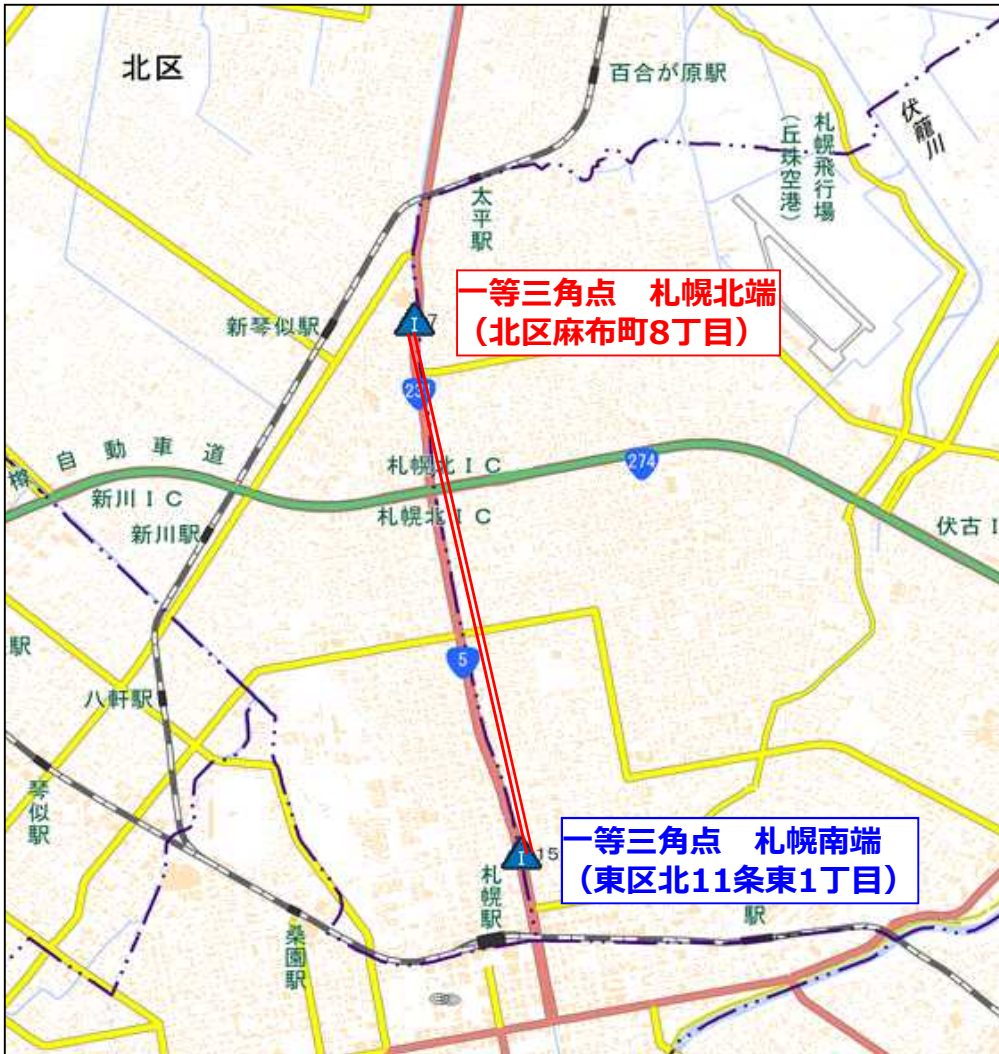 北区
百合が原駅
伏籠川
札幌飛行場
(丘珠空港)
太平駅
一等三角点 札幌北端
(北区麻布町8丁目)
7
新琴似駅
23
樽自動車道
札幌北IC
274
新川IC
札幌北IC
新川駅
伏古I
駅
5
八軒駅
琴似駅
一等三角点 札幌南端
(東区北11条東1丁目)
15
札幌駅
駅
桑園駅